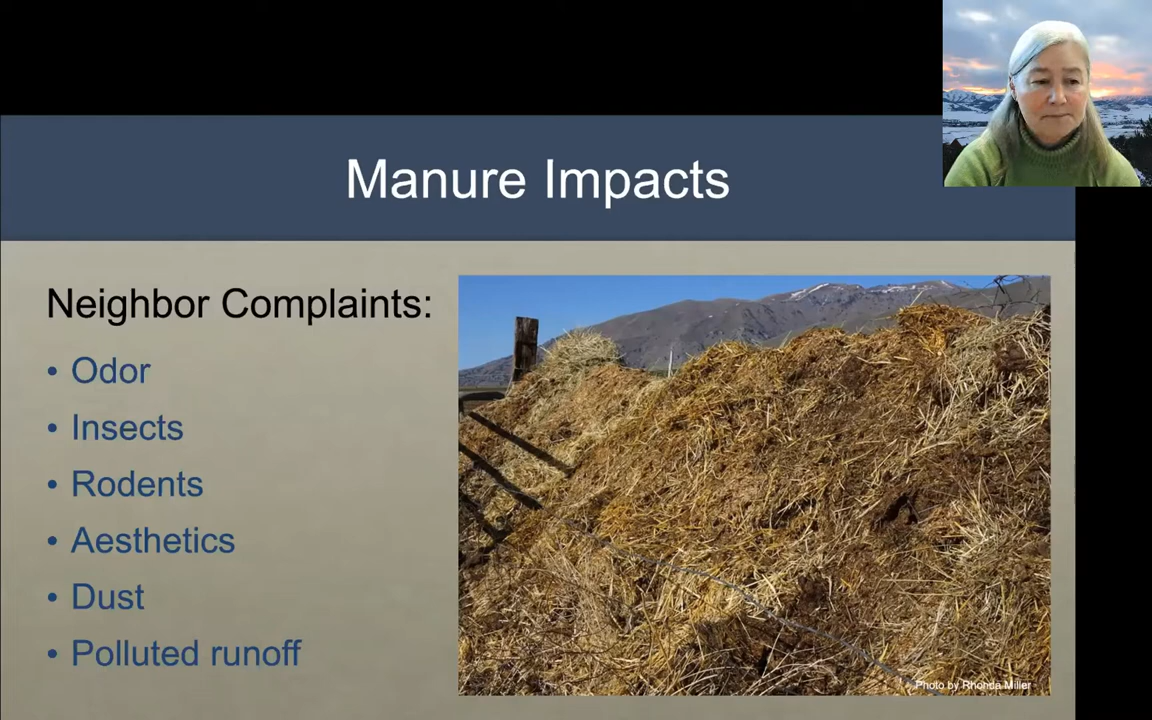 Manure Impacts
Neighbor Complaints:
• Odor
• Insects
• Rodents
• Aesthetics
• Dust
• Polluted runoff
Photo by Rhonda Miller